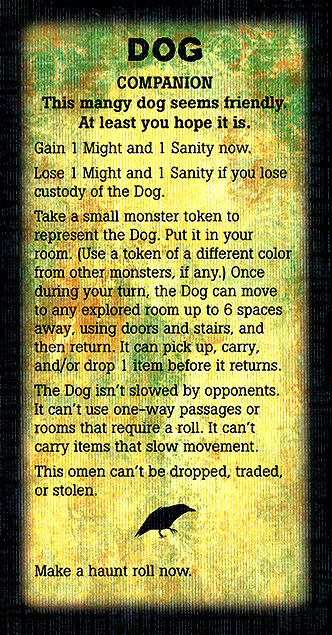 DOG
COMPANION
This mangy dog seems friendly.
At least you hope it is.
Gain 1 Might and 1 Sanity now.
Lose 1 Might and 1 Sanity if you lose
custody of the Dog.
Take a small monster token to
represent the Dog. Put it in your
room. (Use a token of a different color
from other monsters, if any.) Once
during your turn, the Dog can move
to any explored room up to 6 spaces
away, using doors and stairs, and
then return. It can pick up, carry,
and/or drop 1 item before it returns.
The Dog isn't slowed by opponents.
It can't use one-way passages or
rooms that require a roll. It can't
carry items that slow movement.
This omen can't be dropped, traded,
or stolen.
Make a haunt roll now.